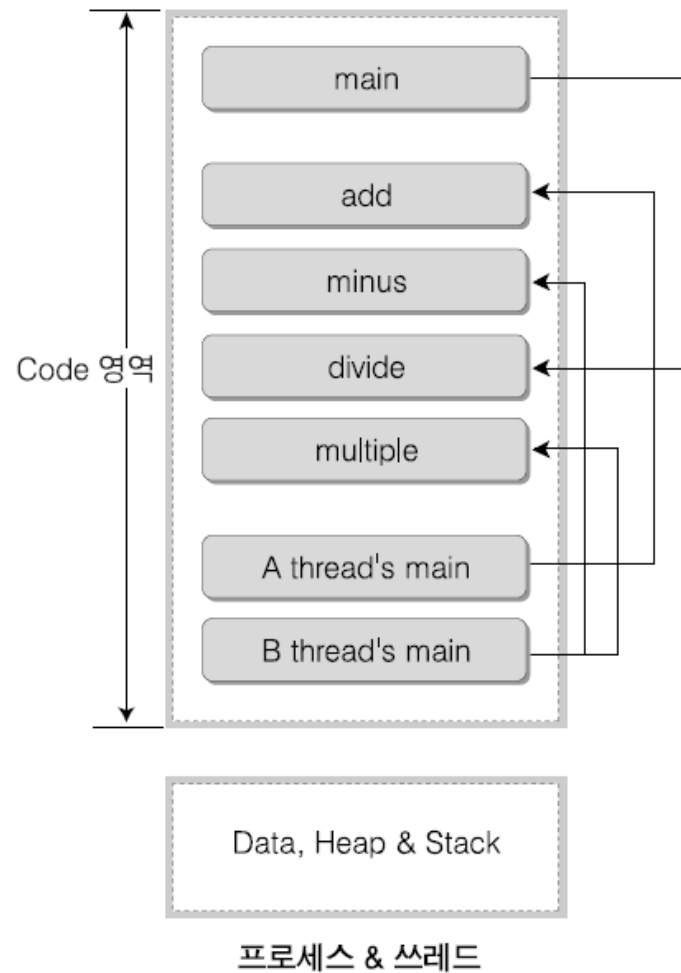 main
add
minus
divide
Code 영역
multiple
A thread's main
B thread's main
Data, Heap & Stack
프로세스 & 쓰레드